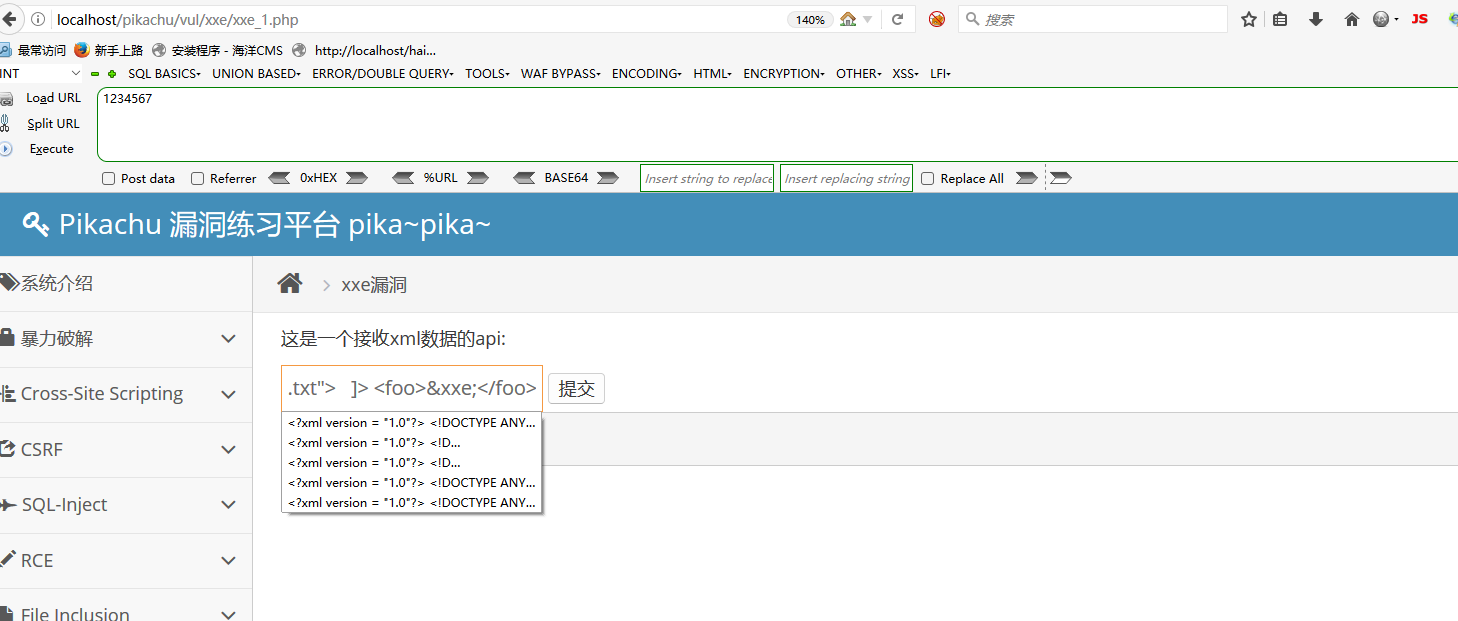 localhost/pikachu/vul/xxe/xxe_1.php 140% 搜索 JS
最常访问 新手上路 安装程序 - 海洋CMS http://localhost/hai...
INT SQL BASICS UNION BASED ERROR/DOUBLE QUERY TOOLS WAF BYPASS ENCODING HTML ENCRYPTION OTHER XSS LFI
Load URL 1234567
Split URL
Execute
Post data Referrer 0xHEX %URL BASE64 Insert string to replace Insert replacing string Replace All
Pikachu 漏洞练习平台 pika~pika~
系统介绍
xxe漏洞
暴力破解
这是一个接收xml数据的api:
.txt"> ]> <foo>&xxe;</foo> 提交
Cross-Site Scripting
<?xml version = "1.0"?> <!DOCTYPE ANY...
<?xml version = "1.0"?> <!D...
<?xml version = "1.0"?> <!D...
<?xml version = "1.0"?> <!DOCTYPE ANY...
<?xml version = "1.0"?> <!DOCTYPE ANY...
CSRF
SQL-Inject
RCE
File Inclusion